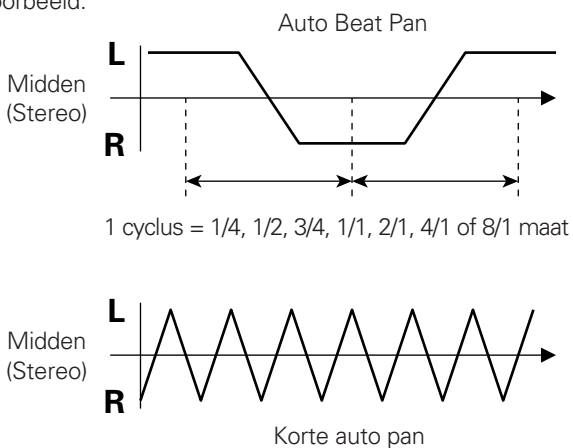 Auto Beat Pan
L
Midden
(Stereo)
R
1 cyclus = 1/4, 1/2, 3/4, 1/1, 2/1, 4/1 of 8/1 maat
L
Midden
(Stereo)
R
Korte auto pan